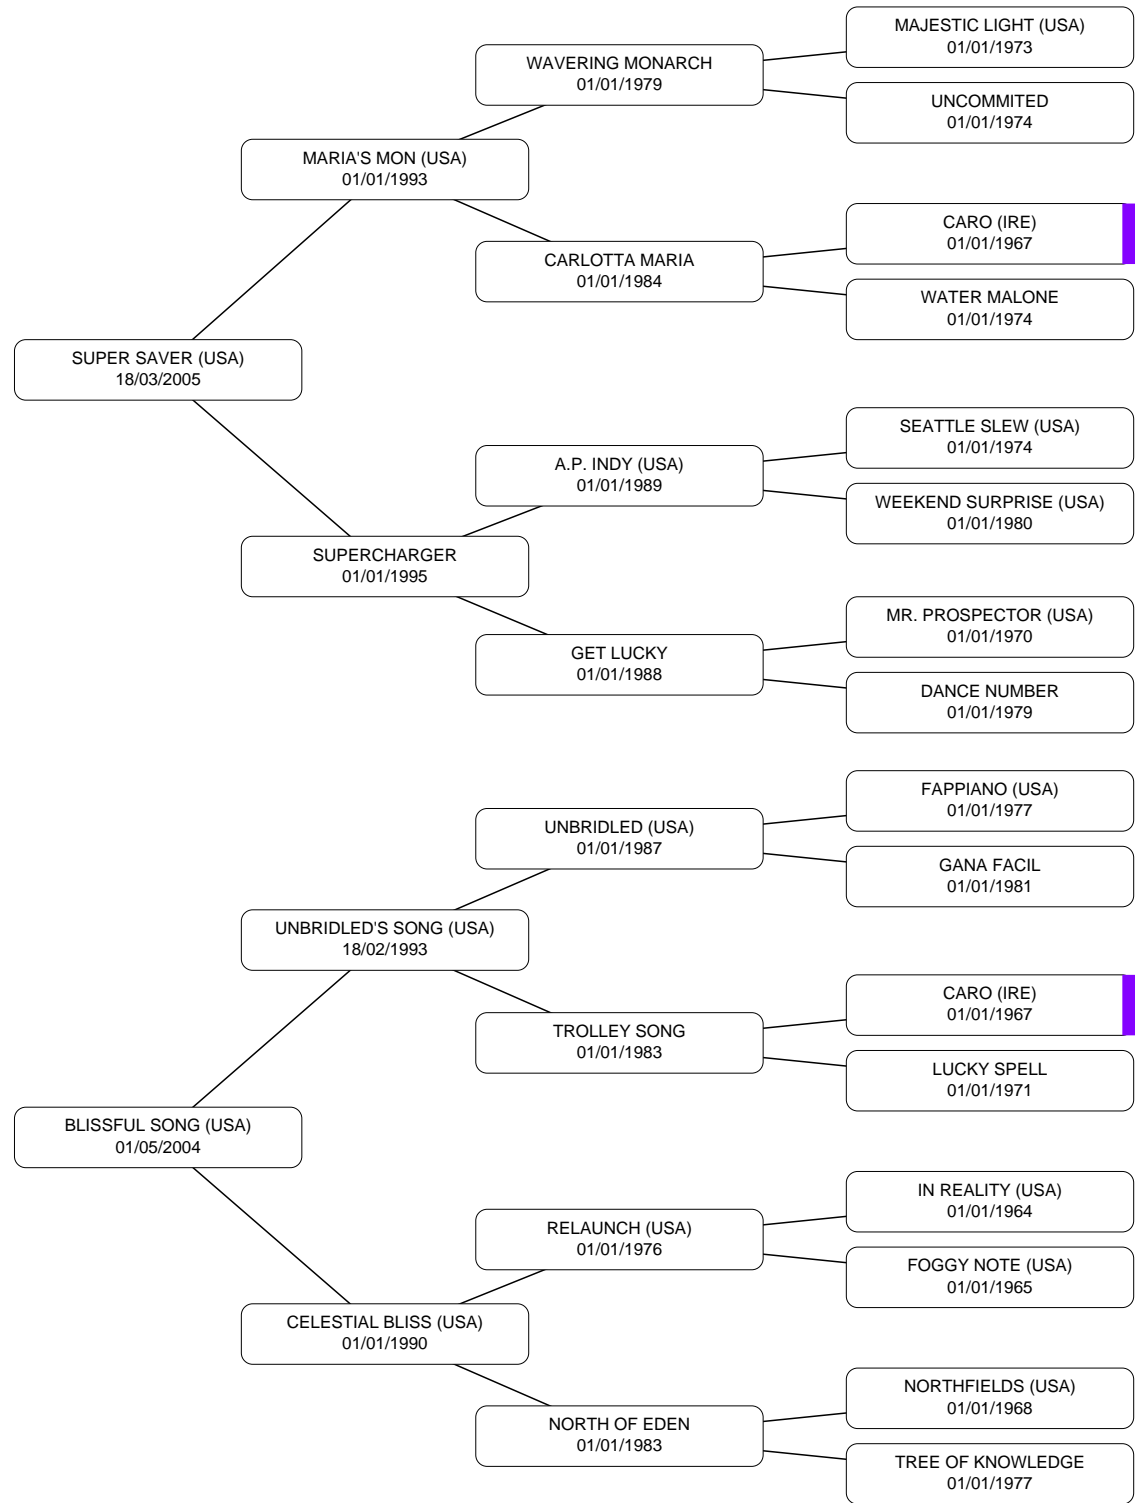 MAJESTIC LIGHT (USA)
01/01/1973
WAVERING MONARCH
01/01/1979
UNCOMMITED
01/01/1974
MARIA'S MON (USA)
01/01/1993
CARO (IRE)
01/01/1967
CARLOTTA MARIA
01/01/1984
WATER MALONE
01/01/1974
SUPER SAVER (USA)
18/03/2005
SEATTLE SLEW (USA)
01/01/1974
A.P. INDY (USA)
01/01/1989
WEEKEND SURPRISE (USA)
01/01/1980
SUPERCHARGER
01/01/1995
MR. PROSPECTOR (USA)
01/01/1970
GET LUCKY
01/01/1988
DANCE NUMBER
01/01/1979
FAPPIANO (USA)
01/01/1977
UNBRIDLED (USA)
01/01/1987
GANA FACIL
01/01/1981
UNBRIDLED'S SONG (USA)
18/02/1993
CARO (IRE)
01/01/1967
TROLLEY SONG
01/01/1983
LUCKY SPELL
01/01/1971
BLISSFUL SONG (USA)
01/05/2004
IN REALITY (USA)
01/01/1964
RELAUNCH (USA)
01/01/1976
FOGGY NOTE (USA)
01/01/1965
CELESTIAL BLISS (USA)
01/01/1990
NORTHFIELDS (USA)
01/01/1968
NORTH OF EDEN
01/01/1983
TREE OF KNOWLEDGE
01/01/1977